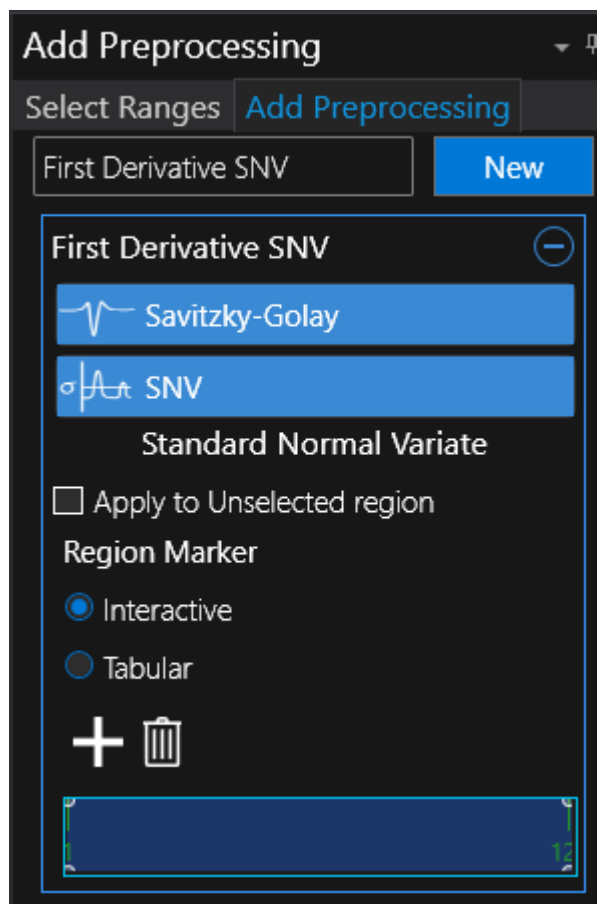 Add Preprocessing
Select Ranges Add Preprocessing
First Derivative SNV New
First Derivative SNV
Savitzky-Golay
σ SNV
Standard Normal Variate
Apply to Unselected region
Region Marker
Interactive
Tabular
1 12